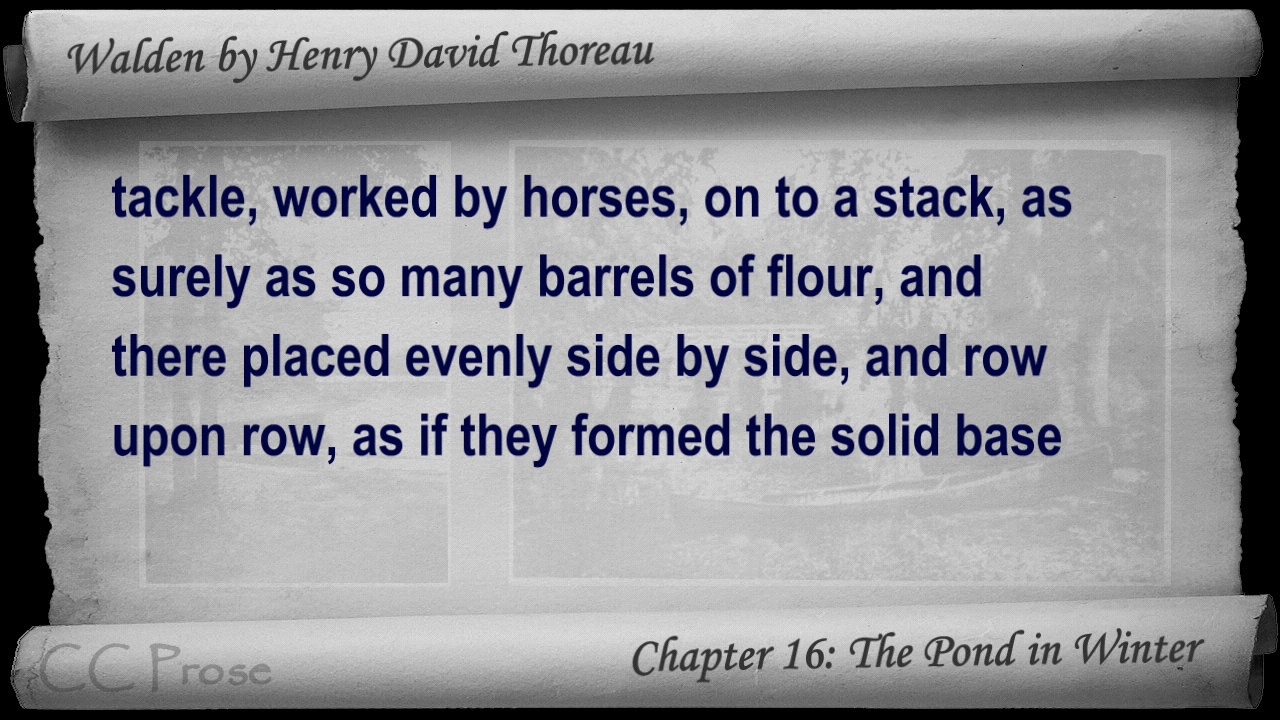 Walden by Henry David Thoreau
tackle, worked by horses, on to a stack, as
surely as so many barrels of flour, and
there placed evenly side by side, and row
upon row, as if they formed the solid base
CC Prose
Chapter 16: The Pond in Winter